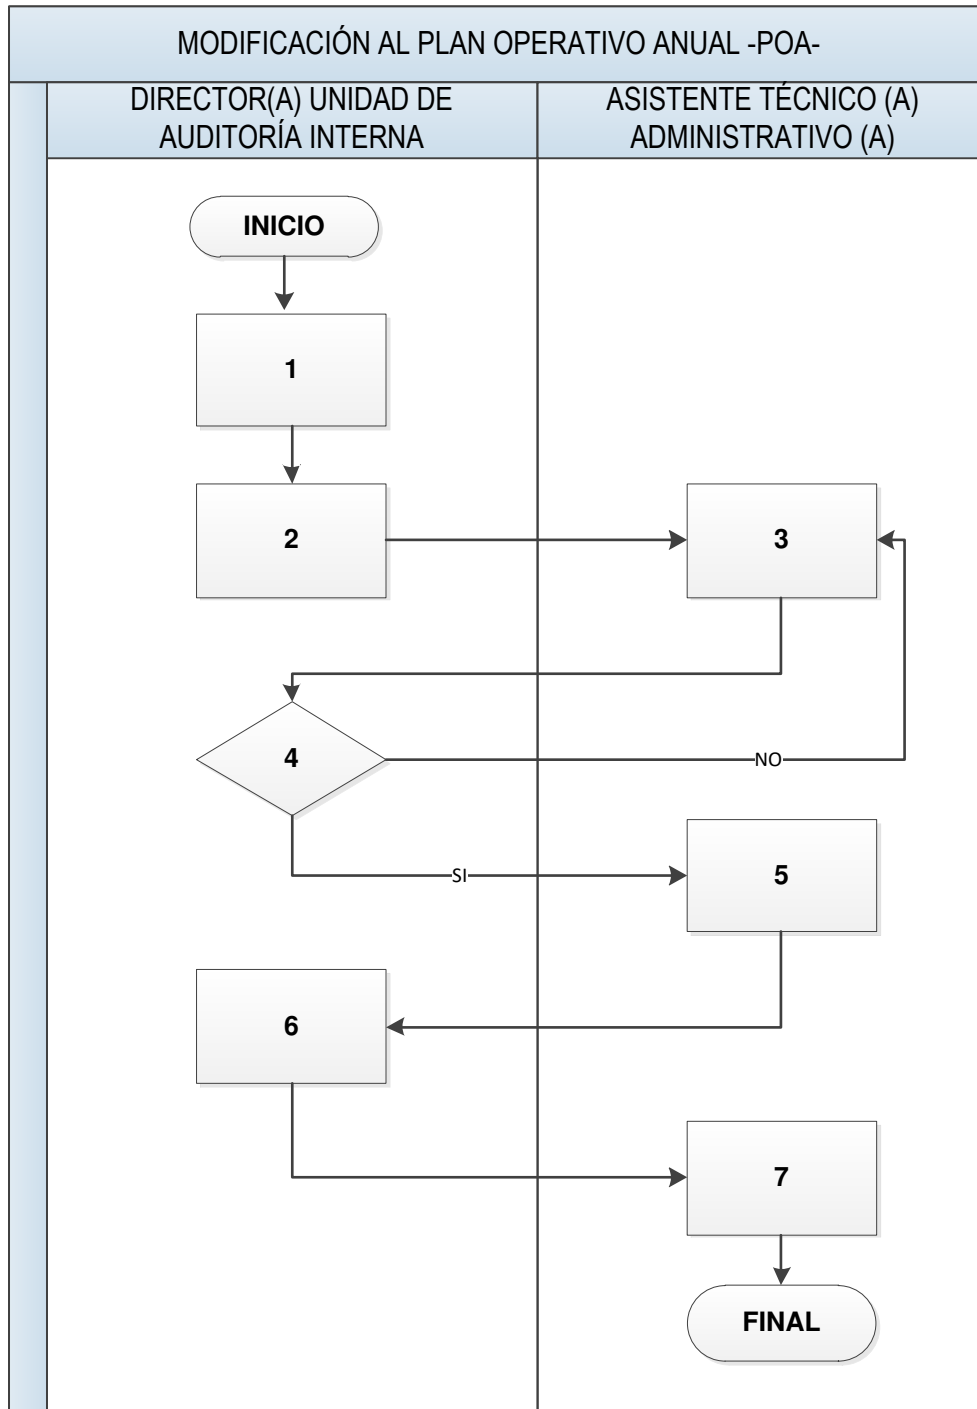 MODIFICACIÓN AL PLAN OPERATIVO ANUAL -POA-
DIRECTOR(A) UNIDAD DE
AUDITORÍA INTERNA
ASISTENTE TÉCNICO (A)
ADMINISTRATIVO (A)
INICIO
1
2
3
4
NO
SI
5
6
7
FINAL